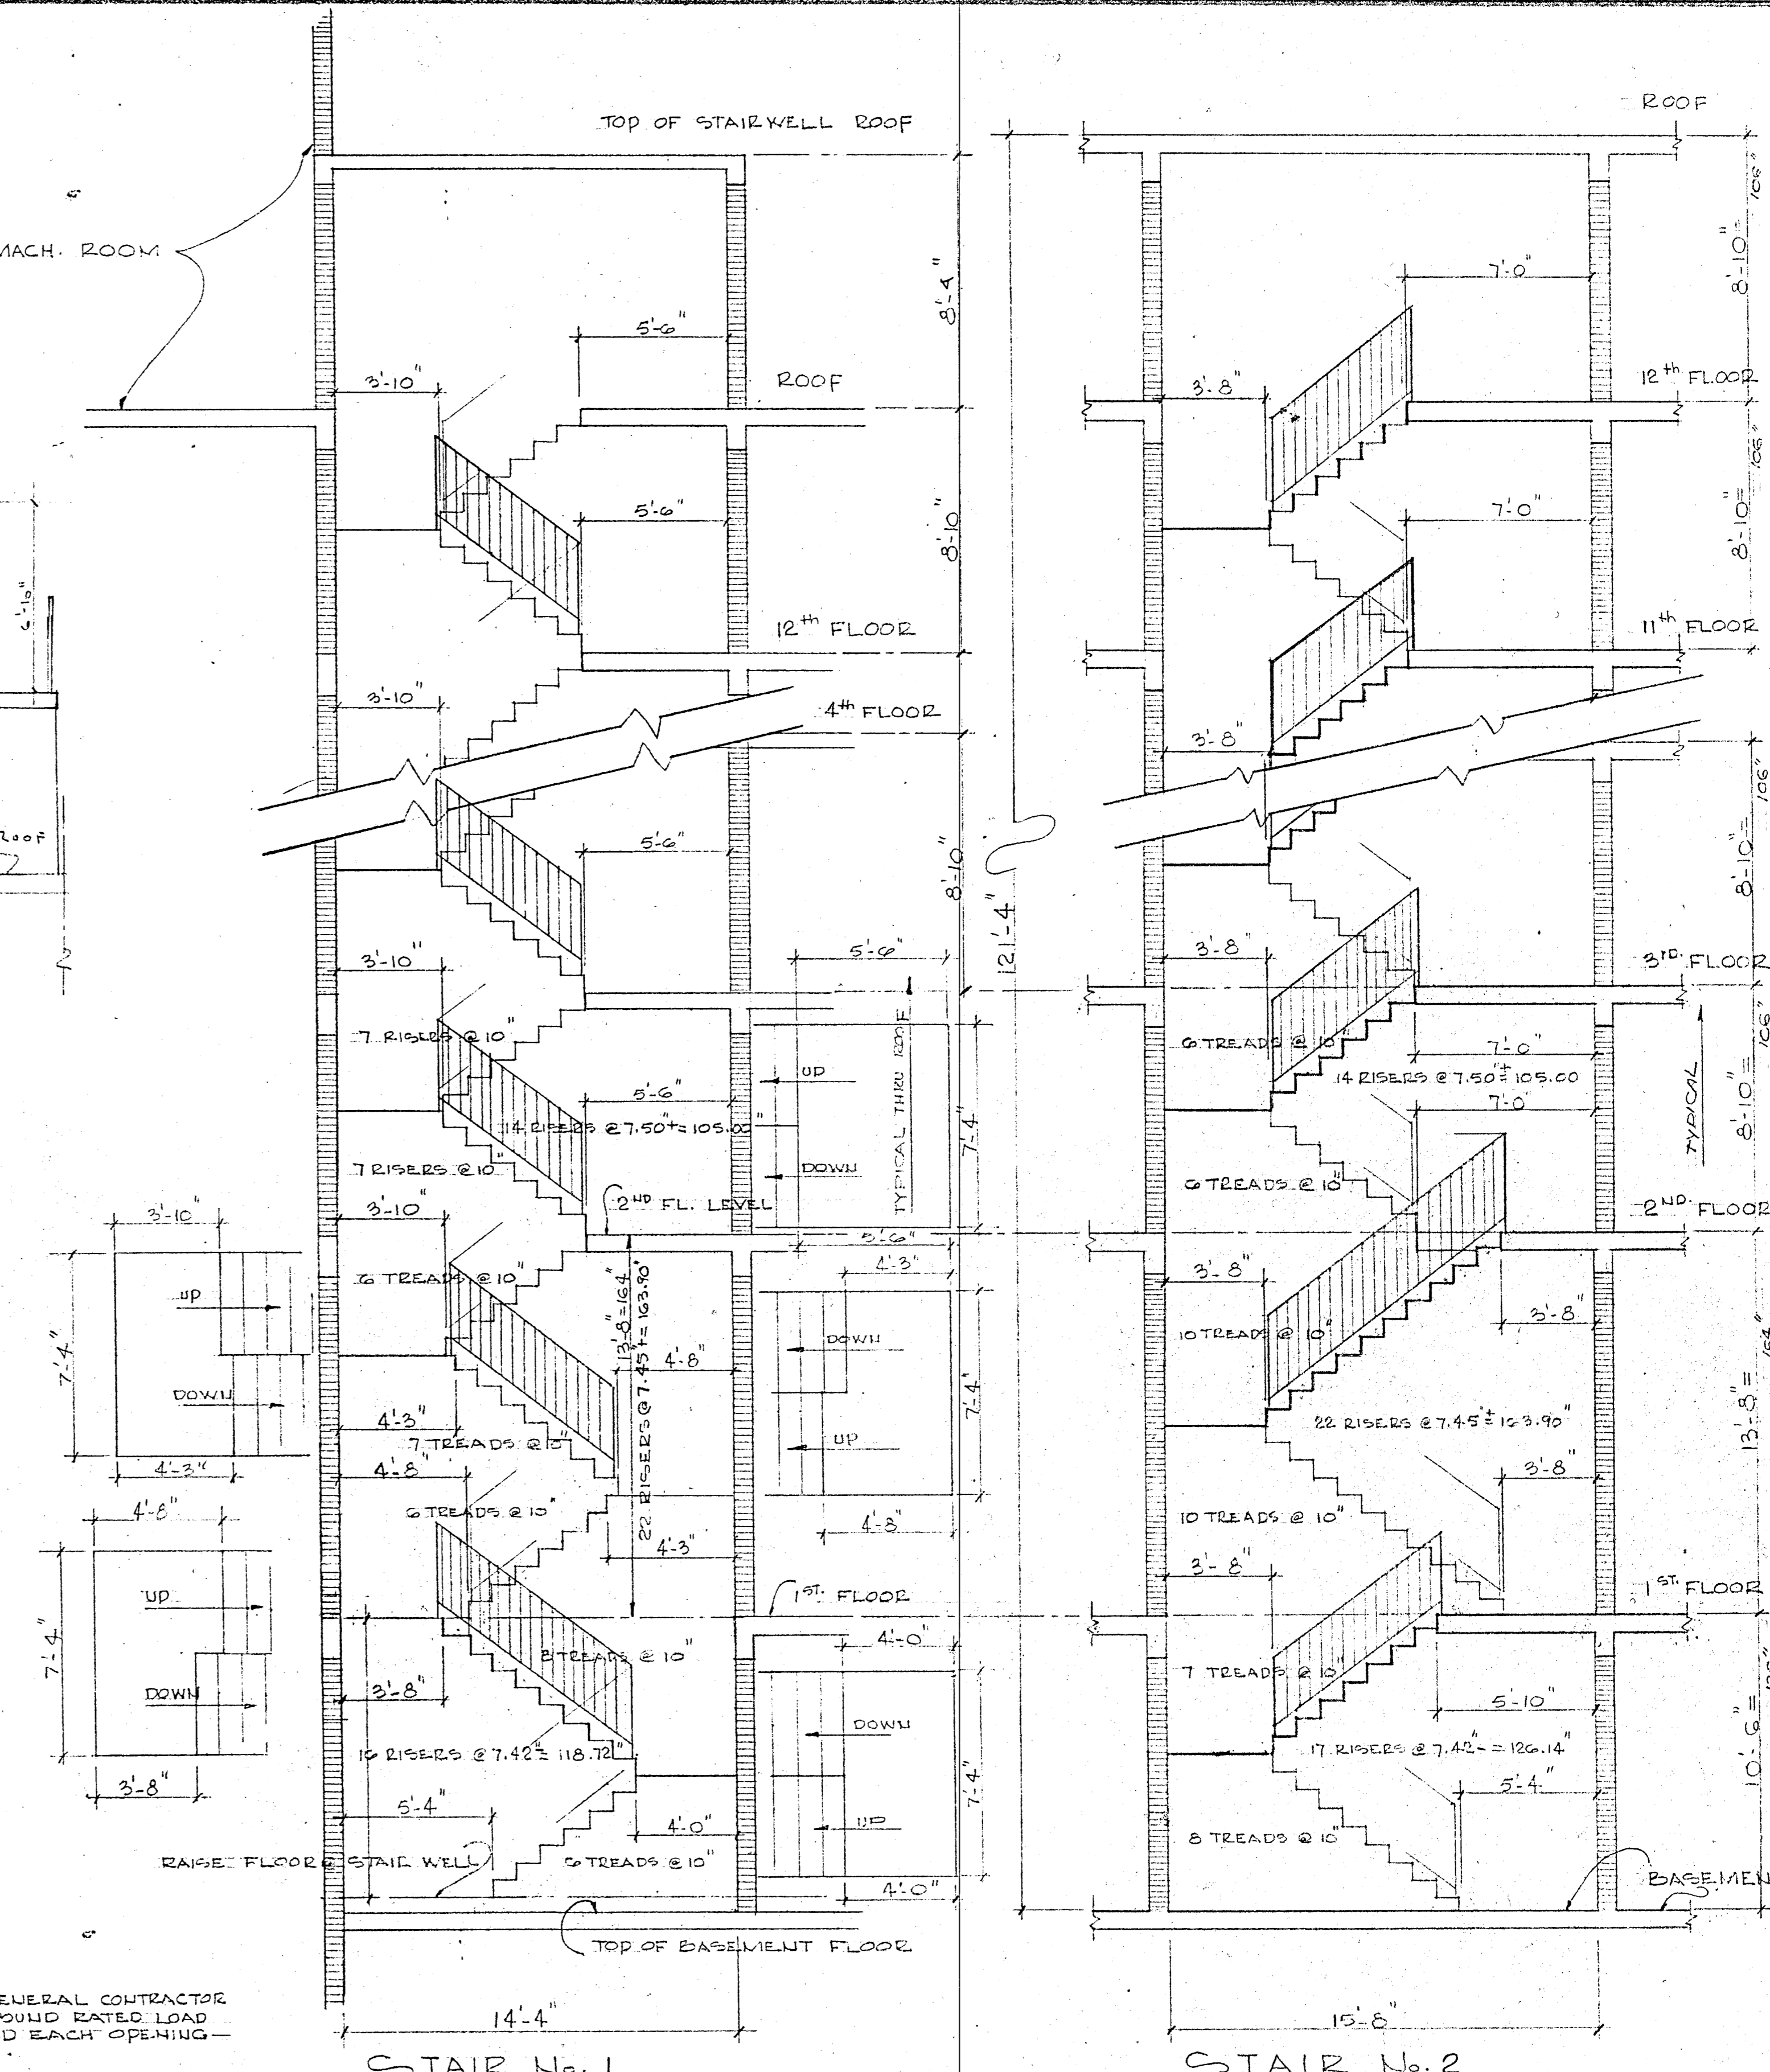 TOP OF STAIRWELL ROOF
ROOF
MACH. ROOM
8'-4"
5'-6"
3'-10"
ROOF
8'-10"
5'-6"
12th FLOOR
3'-10"
4th FLOOR
6'-10"
ROOF
5'-6"
8'-10"
3'-10"
5'-6"
7 RISERS @ 10"
UP
5'-6"
14 RISERS @ 7.50"± = 105.00"
TYPICAL THRU ROOF
7'-4"
7 RISERS @ 10"
DOWN
3'-10"
3'-10"
2ND FL. LEVEL
5'-6"
4'-3"
6 TREADS @ 10"
UP
7'-4"
DOWN
4'-3"
13'-8" = 164"
22 RISERS @ 7.45"± = 163.90"
4'-8"
DOWN
UP
7'-4"
4'-3"
7 TREADS @ 10"
4'-8"
4'-8"
6 TREADS @ 10"
4'-8"
4'-3"
UP
7'-4"
DOWN
3'-8"
1ST. FLOOR
4'-0"
8 TREADS @ 10"
3'-8"
DOWN
16 RISERS @ 7.42" = 118.72"
7'-4"
UP
5'-4"
4'-0"
RAISE FLOOR @ STAIR WELL
6 TREADS @ 10"
4'-0"
TOP OF BASEMENT FLOOR
GENERAL CONTRACTOR
OUND RATED LOAD
D EACH OPENING—
14'-4"
STAIR No. 1
121'-4"
8'-10" = 106"
7'-0"
3'-8"
12th FLOOR
8'-10" = 106"
7'-0"
11th FLOOR
3'-8"
8'-10" = 106"
3'-8"
3RD. FLOOR
6 TREADS @ 10"
7'-0"
14 RISERS @ 7.50"± = 105.00
7'-0"
8'-10" = 106"
TYPICAL
6 TREADS @ 10"
2ND. FLOOR
3'-8"
3'-8"
10 TREADS @ 10"
13'-8" = 164"
22 RISERS @ 7.45"± = 163.90"
3'-8"
10 TREADS @ 10"
3'-8"
1ST. FLOOR
7 TREADS @ 10"
5'-10"
17 RISERS @ 7.42- = 126.14"
10'-6" =
5'-4"
8 TREADS @ 10"
BASEMEN
15'-8"
STAIR No. 2